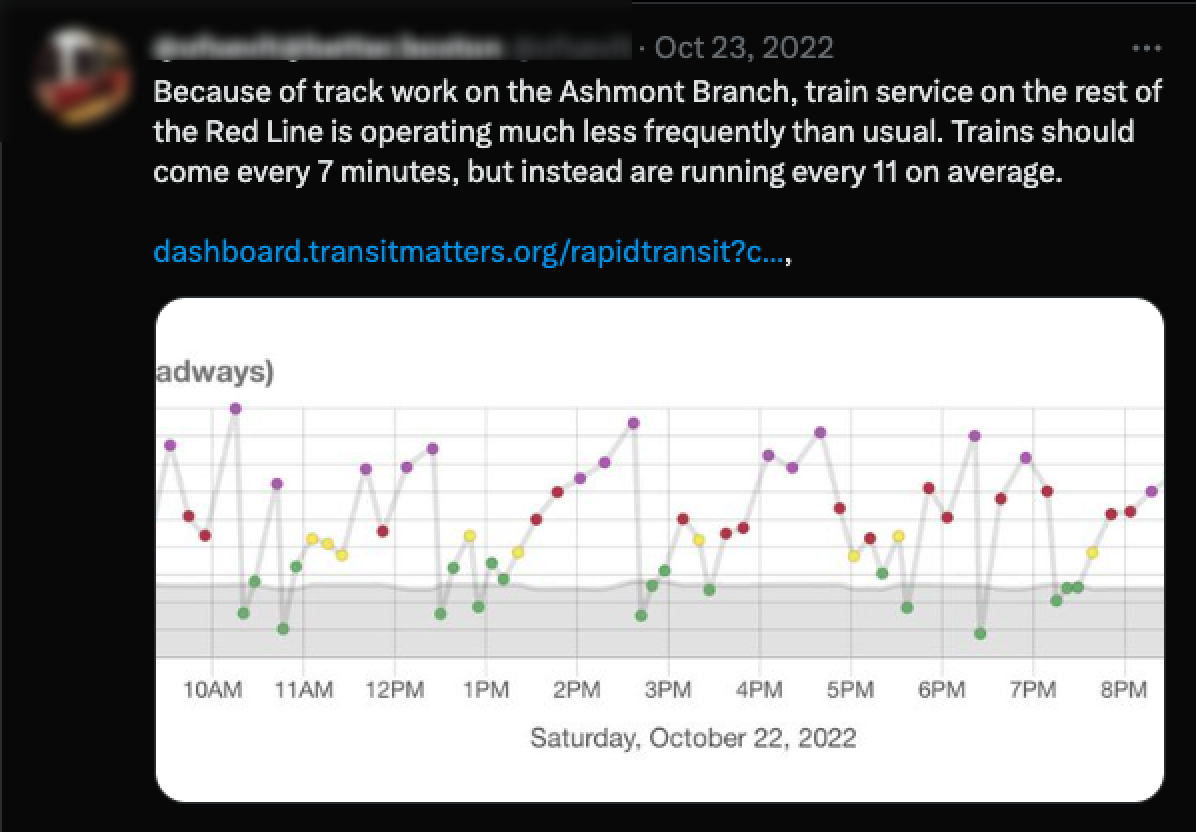 · Oct 23, 2022
Because of track work on the Ashmont Branch, train service on the rest of
the Red Line is operating much less frequently than usual. Trains should
come every 7 minutes, but instead are running every 11 on average.
dashboard.transitmatters.org/rapidtransit?c...,
adways)
10AM 11AM 12PM 1PM 2PM 3PM 4PM 5PM 6PM 7PM 8PM
Saturday, October 22, 2022